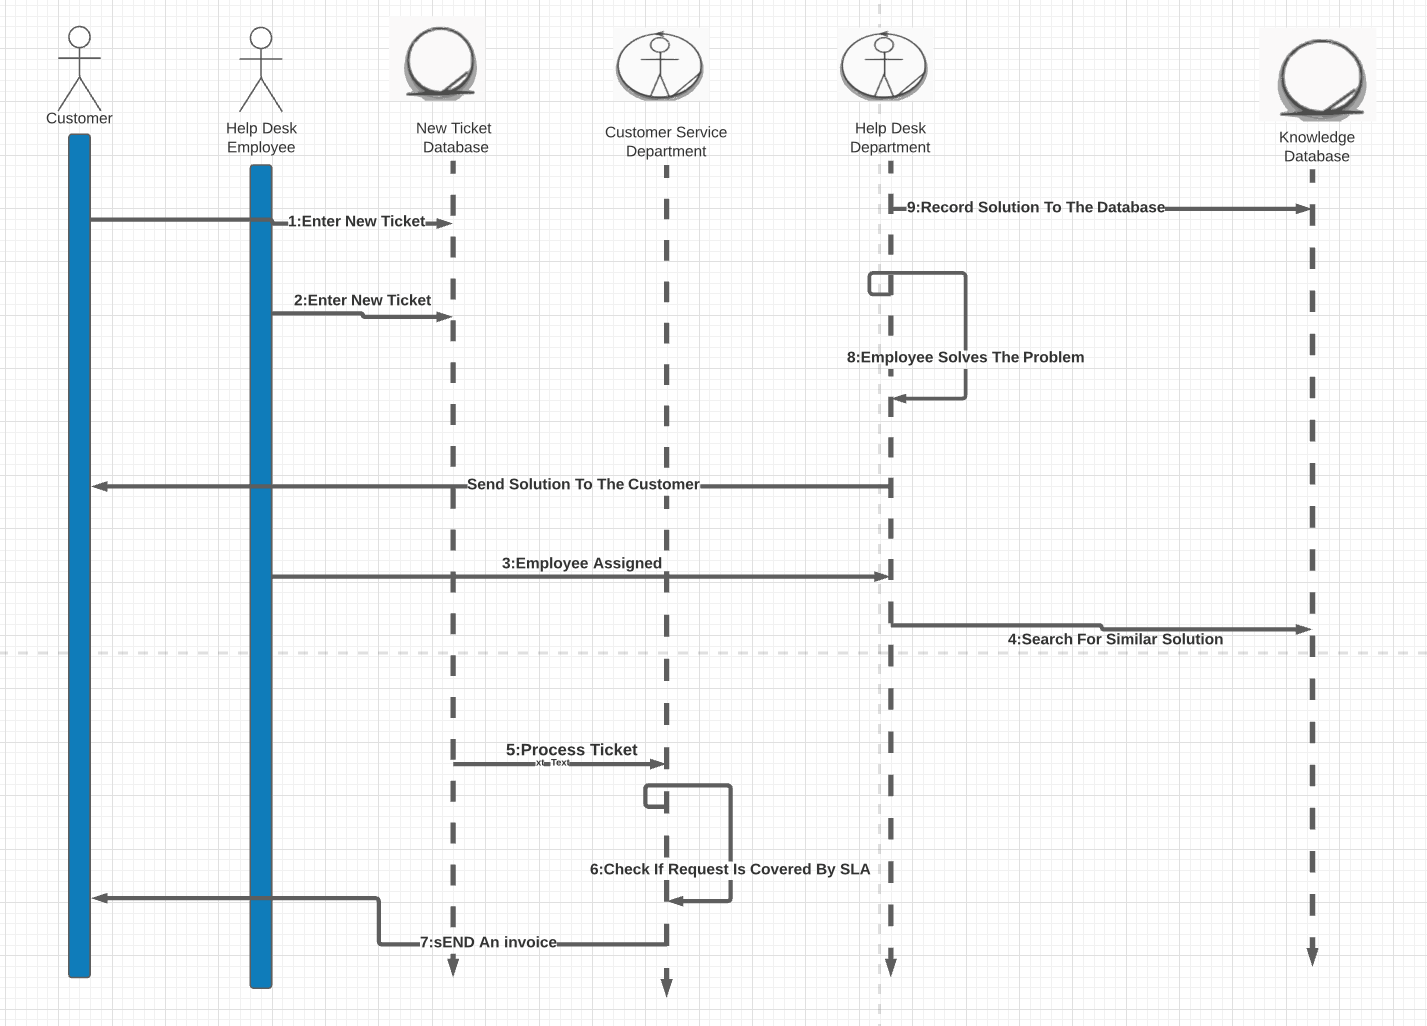 Customer
Help Desk
Employee
New Ticket
Database
Customer Service
Department
Help Desk
Department
Knowledge
Database
9:Record Solution To The Database
1:Enter New Ticket
2:Enter New Ticket
8:Employee Solves The Problem
Send Solution To The Customer
3:Employee Assigned
4:Search For Similar Solution
5:Process Ticket
xt Text
6:Check If Request Is Covered By SLA
7:sEND An invoice